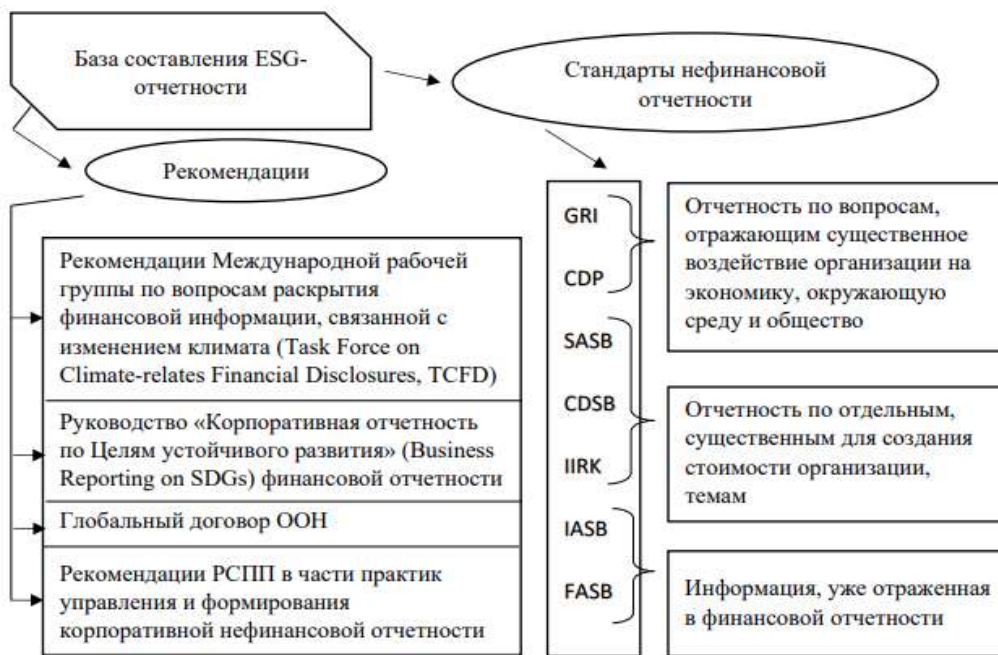 База составления ESG-
отчетности
Стандарты нефинансовой
отчетности
Рекомендации
Рекомендации Международной рабочей
группы по вопросам раскрытия
финансовой информации, связанной с
изменением климата (Task Force on
Climate-relates Financial Disclosures, TCFD)
Руководство «Корпоративная отчетность
по Целям устойчивого развития» (Business
Reporting on SDGs) финансовой отчетности
Глобальный договор ООН
Рекомендации РСПП в части практик
управления и формирования
корпоративной нефинансовой отчетности
GRI
CDP
SASB
CDSB
IIRK
IASB
FASB
Отчетность по вопросам,
отражающим существенное
воздействие организации на
экономику, окружающую
среду и общество
Отчетность по отдельным,
существенным для создания
стоимости организации,
темам
Информация, уже отраженная
в финансовой отчетности